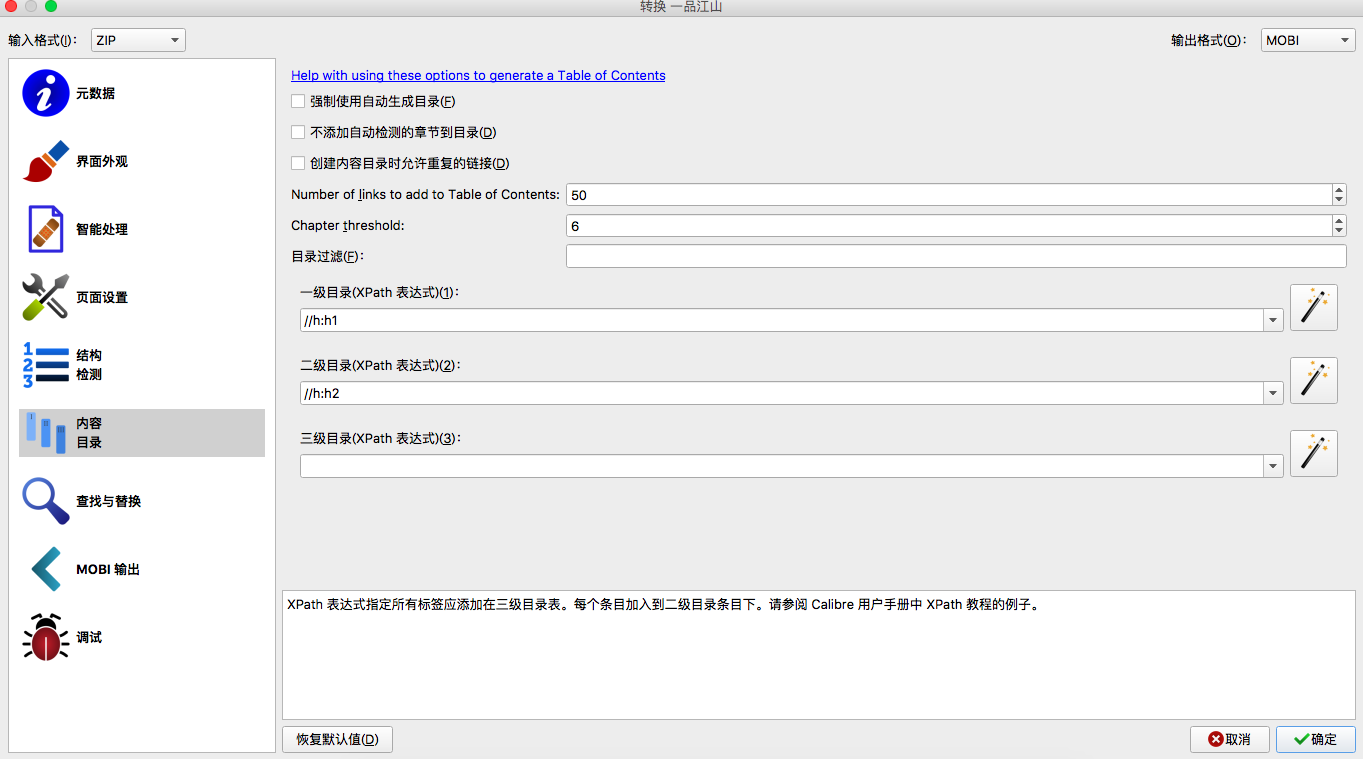 转换 一品江山
输入格式(I)： ZIP
输出格式(O)： MOBI
元数据
界面外观
智能处理
页面设置
1
2
3
结构
检测
内容
目录
查找与替换
MOBI 输出
调试
Help with using these options to generate a Table of Contents
强制使用自动生成目录(F)
不添加自动检测的章节到目录(D)
创建内容目录时允许重复的链接(D)
Number of links to add to Table of Contents: 50
Chapter threshold: 6
目录过滤(F)：
一级目录(XPath 表达式)(1)：
//h:h1
二级目录(XPath 表达式)(2)：
//h:h2
三级目录(XPath 表达式)(3)：
XPath 表达式指定所有标签应添加在三级目录表。每个条目加入到二级目录条目下。请参阅 Calibre 用户手册中 XPath 教程的例子。
恢复默认值(D)
取消
确定